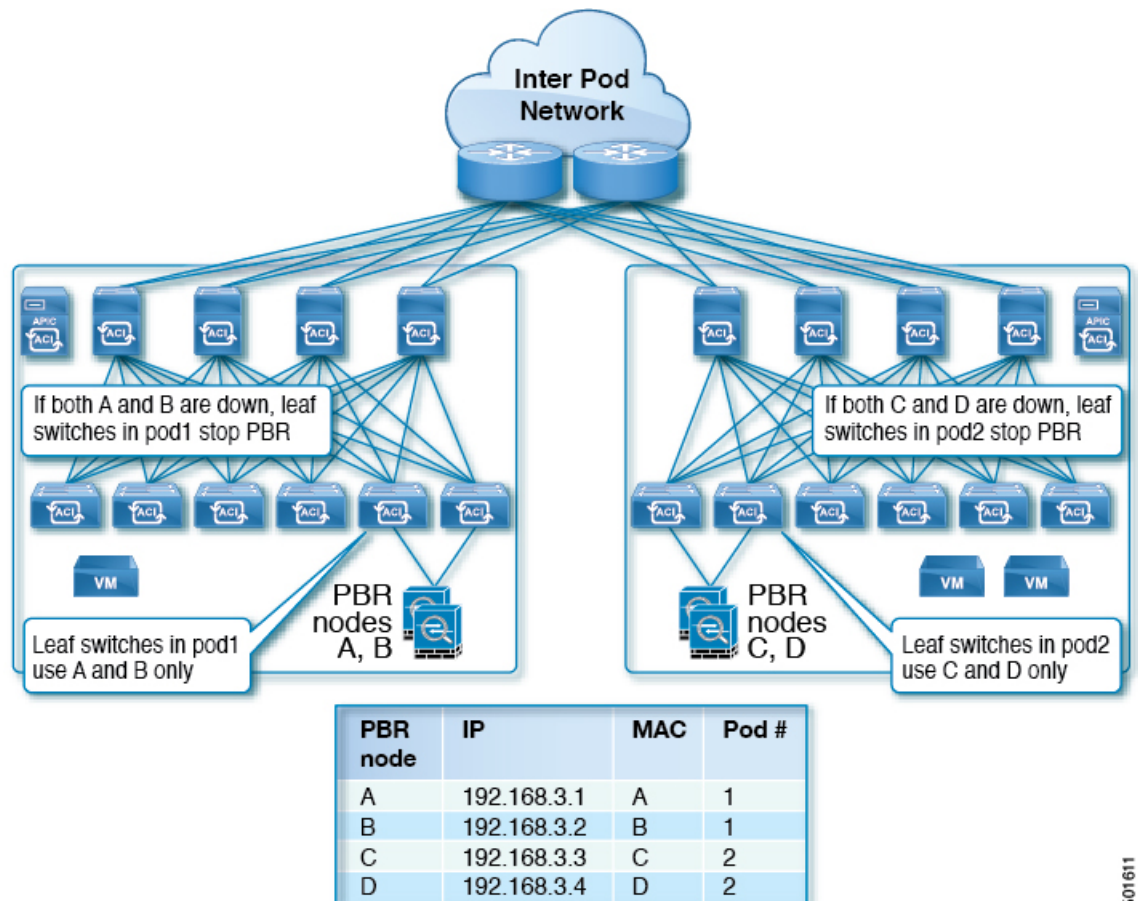 Inter Pod
Network
APIC
ACI
ACI
ACI
ACI
ACI
ACI
ACI
ACI
ACI
APIC
ACI
If both A and B are down, leaf
switches in pod1 stop PBR
If both C and D are down, leaf
switches in pod2 stop PBR
ACI
ACI
ACI
ACI
ACI
ACI
ACI
ACI
ACI
ACI
ACI
ACI
VM
PBR
nodes
A, B
PBR
nodes
C, D
VM
VM
Leaf switches in pod1
use A and B only
Leaf switches in pod2
use C and D only
PBR node IP MAC Pod #
A 192.168.3.1 A 1
B 192.168.3.2 B 1
C 192.168.3.3 C 2
D 192.168.3.4 D 2